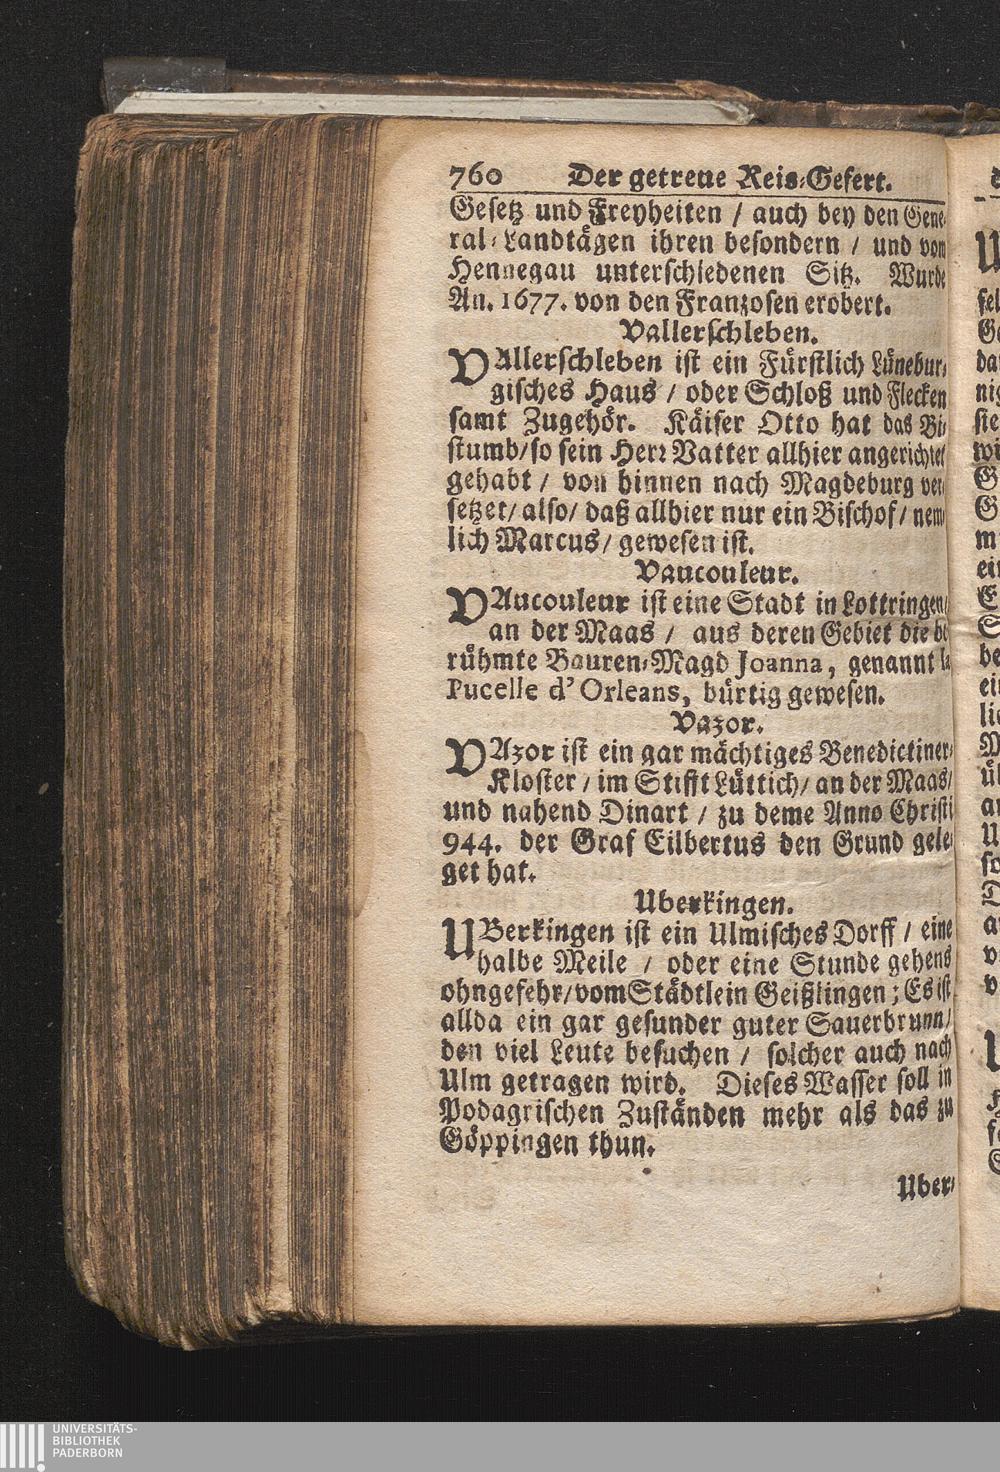 760 Der getreue Reis-Gefert.
Gesetz und Freyheiten / auch bey den Gene-
ral-Landtägen ihren besondern / und von
Hennegau unterschiedenen Sitz. Wurde
An. 1677. von den Franzosen erobert.
Vallerschleben.
VAllerschleben ist ein Fürstlich Lünebur-
gisches Haus / oder Schloß und Flecken
samt Zugehör. Käiser Otto hat das Bi-
stumb/ so sein Herr Vatter allhier angerichtet
gehabt / von hinnen nach Magdeburg ver-
setzet/ also/ daß allhier nur ein Bischof/ nem-
lich Marcus/ gewesen ist.
Vaucouleur.
VAucouleur ist eine Stadt in Lottringen/
an der Maas / aus deren Gebiet die be-
rühmte Bauren-Magd Joanna, genannt la
Pucelle d'Orleans, bürtig gewesen.
Vazor.
VAzor ist ein gar mächtiges Benedictiner-
Kloster / im Stifft Lüttich/ an der Maas/
und nahend Dinart / zu deme Anno Christi
944. der Graf Eilbertus den Grund gele-
get hat.
Uberkingen.
UBerkingen ist ein Ulmisches Dorff / eine
halbe Meile / oder eine Stunde gehens
ohngefehr/ vom Städtlein Geißlingen; Es ist
allda ein gar gesunder guter Sauerbrunn/
den viel Leute besuchen / solcher auch nach
Ulm getragen wird. Dieses Wasser soll in
Podagrischen Zuständen mehr als das zu
Göppingen thun.
Uber-
UNIVERSITÄTS-
BIBLIOTHEK
PADERBORN